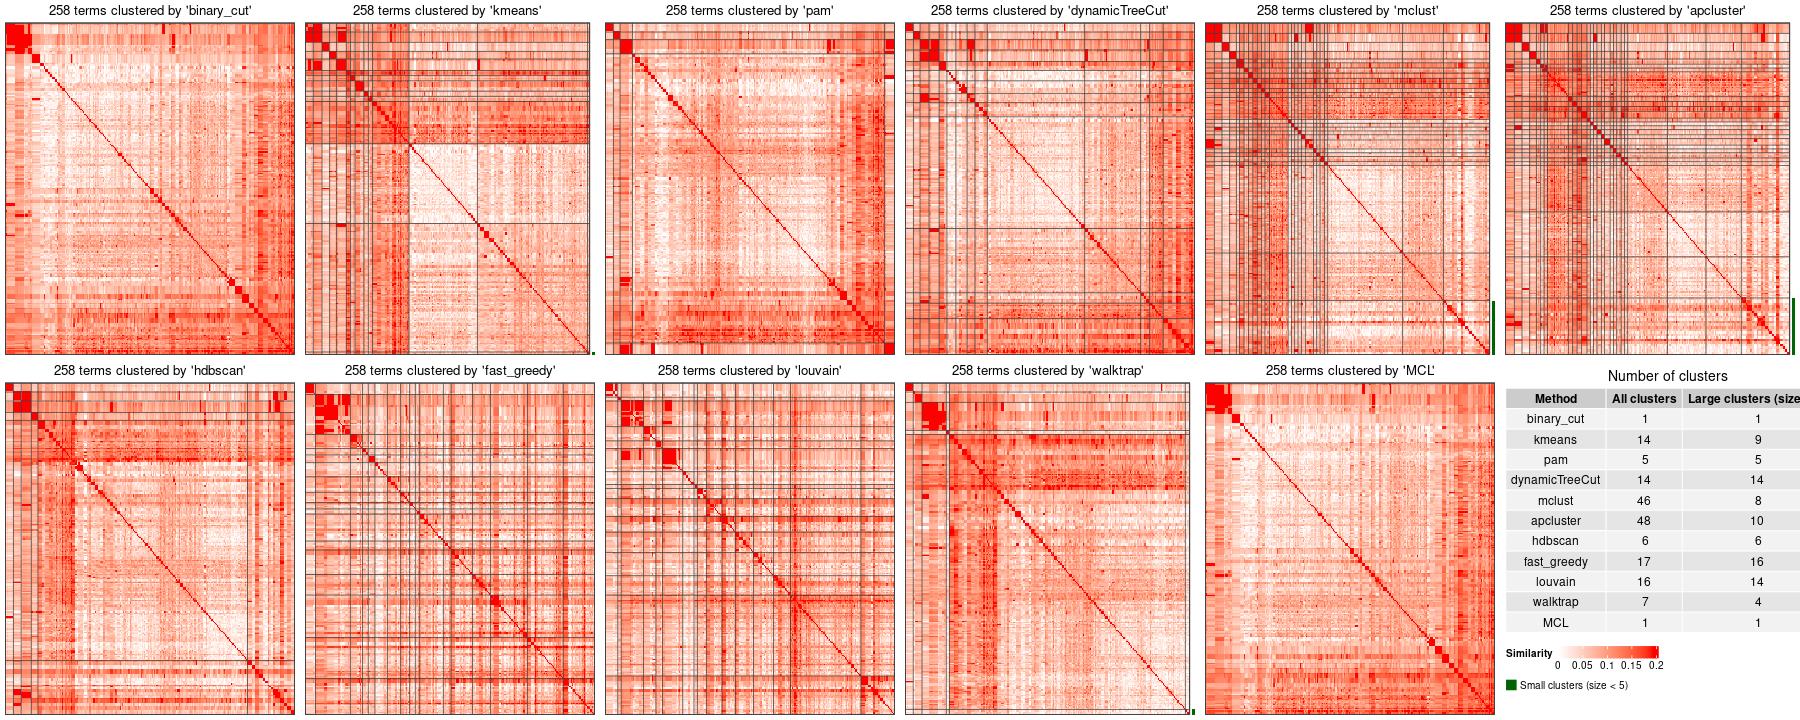 258 terms clustered by 'binary_cut'
258 terms clustered by 'kmeans'
258 terms clustered by 'pam'
258 terms clustered by 'dynamicTreeCut'
258 terms clustered by 'mclust'
258 terms clustered by 'apcluster'
258 terms clustered by 'hdbscan'
258 terms clustered by 'fast_greedy'
258 terms clustered by 'louvain'
258 terms clustered by 'walktrap'
258 terms clustered by 'MCL'
Number of clusters
Method All clusters Large clusters (size
binary_cut 1 1
kmeans 14 9
pam 5 5
dynamicTreeCut 14 14
mclust 46 8
apcluster 48 10
hdbscan 6 6
fast_greedy 17 16
louvain 16 14
walktrap 7 4
MCL 1 1
Similarity
0 0.05 0.1 0.15 0.2
Small clusters (size < 5)